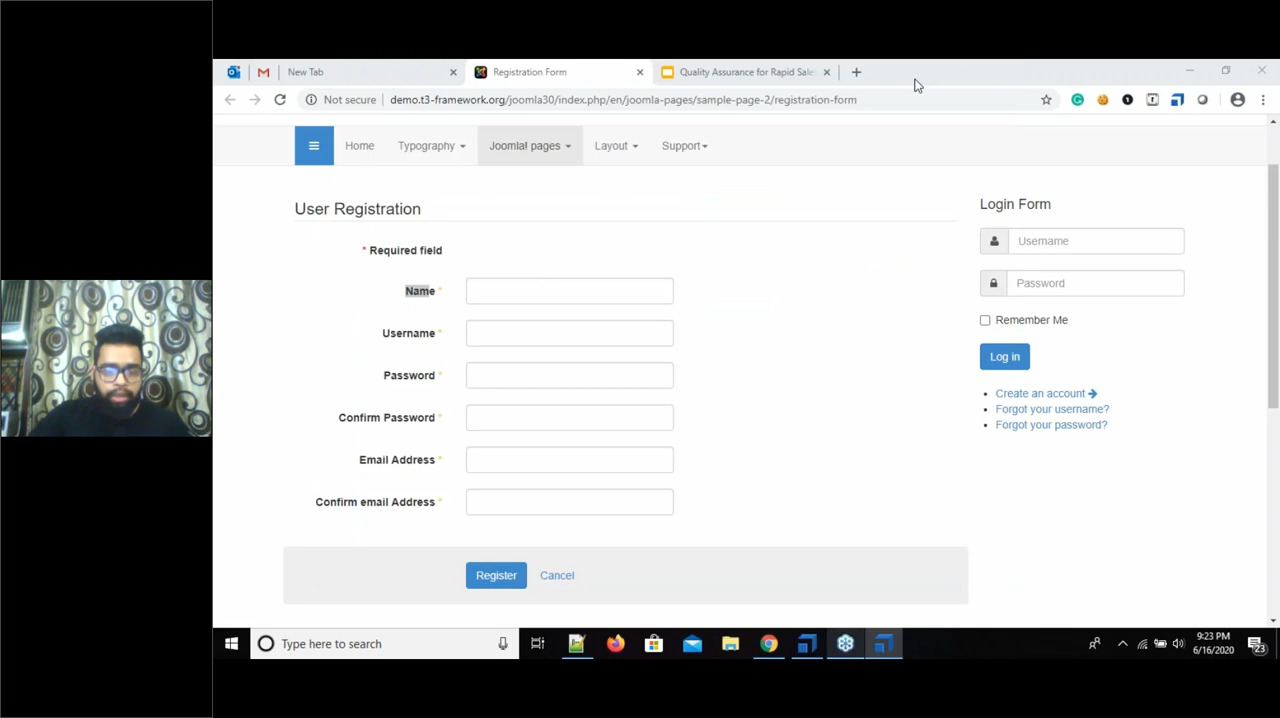 New Tab
Registration Form
Quality Assurance for Rapid Sale
Not secure
demo.t3-framework.org/joomla30/index.php/en/joomla-pages/sample-page-2/registration-form
Home
Typography
Joomla! pages
Layout
Support
User Registration
* Required field
Name *
Username *
Password *
Confirm Password *
Email Address *
Confirm email Address *
Register
Cancel
Login Form
Username
Password
Remember Me
Log in
Create an account
Forgot your username?
Forgot your password?
Type here to search
9:23 PM
6/16/2020
23